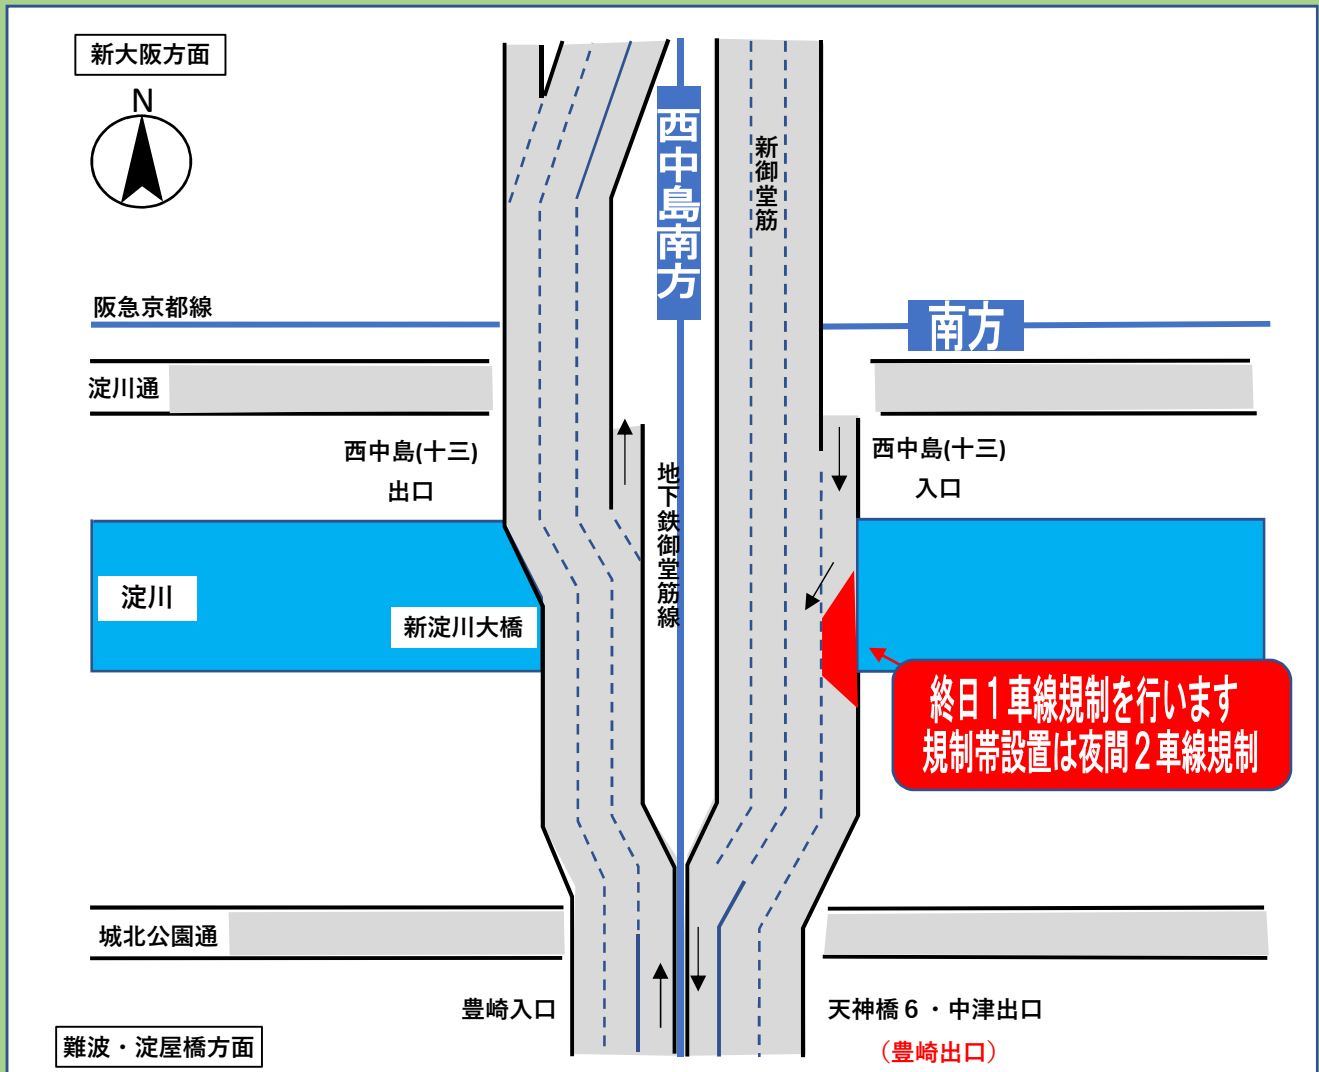 新大阪方面
N
西中島南方
新御堂筋
阪急京都線
南方
淀川通
西中島(十三)
出口
西中島(十三)
入口
地下鉄御堂筋線
淀川
新淀川大橋
終日１車線規制を行います
規制帯設置は夜間２車線規制
城北公園通
豊崎入口
天神橋６・中津出口
（豊崎出口）
難波・淀屋橋方面